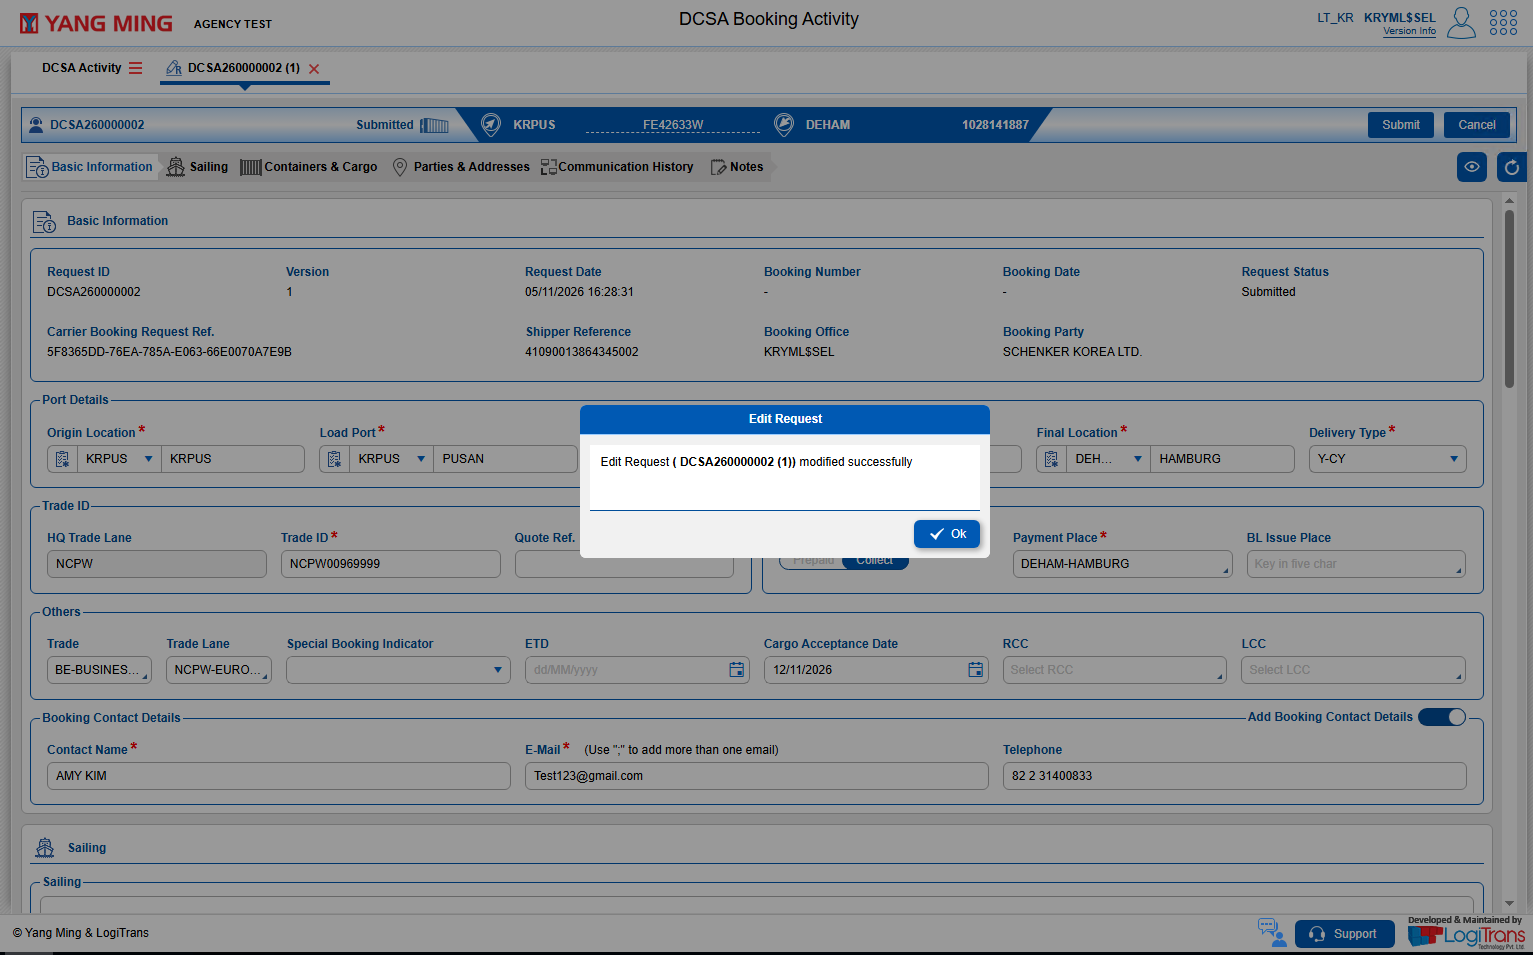 YANG MING
AGENCY TEST
DCSA Booking Activity
LT_KR KRYML$SEL
Version Info
DCSA Activity
DCSA260000002 (1)
DCSA260000002
Submitted
KRPUS
FE42633W
DEHAM
1028141887
Submit
Cancel
Basic Information
Sailing
Containers & Cargo
Parties & Addresses
Communication History
Notes
Basic Information
Request ID
Version
Request Date
Booking Number
Booking Date
Request Status
DCSA260000002
1
05/11/2026 16:28:31
-
-
Submitted
Carrier Booking Request Ref.
Shipper Reference
Booking Office
Booking Party
5F8365DD-76EA-785A-E063-66E0070A7E9B
41090013864345002
KRYML$SEL
SCHENKER KOREA LTD.
Port Details
Origin Location *
Load Port *
Final Location *
Delivery Type *
KRPUS
KRPUS
KRPUS
PUSAN
DEH...
HAMBURG
Y-CY
Edit Request
Edit Request ( DCSA260000002 (1)) modified successfully
Ok
Trade ID
HQ Trade Lane
Trade ID *
Quote Ref.
Payment Place *
BL Issue Place
NCPW
NCPW00969999
Prepaid
Collect
DEHAM-HAMBURG
Key in five char
Others
Trade
Trade Lane
Special Booking Indicator
ETD
Cargo Acceptance Date
RCC
LCC
BE-BUSINES...
NCPW-EURO...
dd/MM/yyyy
12/11/2026
Select RCC
Select LCC
Booking Contact Details
Add Booking Contact Details
Contact Name *
E-Mail * (Use ";" to add more than one email)
Telephone
AMY KIM
Test123@gmail.com
82 2 31400833
Sailing
Sailing
© Yang Ming & LogiTrans
Support
Developed & Maintained by
LogiTrans
Technology Pvt. Ltd.